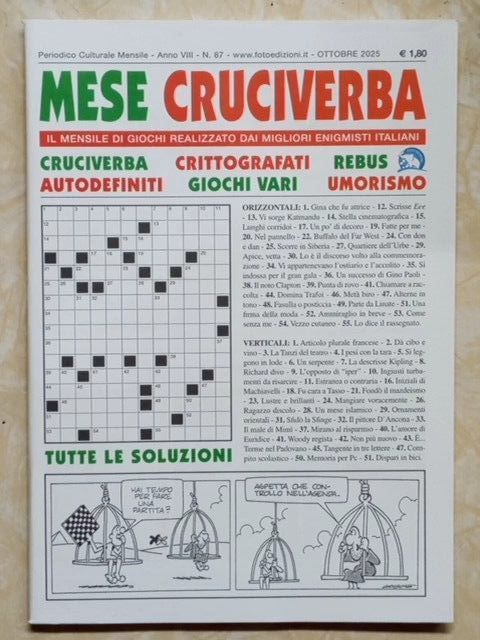 Periodico Culturale Mensile - Anno VIII - N. 87 - www.fotoedizioni.it - OTTOBRE 2025 € 1,80
MESE CRUCIVERBA
IL MENSILE DI GIOCHI REALIZZATO DAI MIGLIORI ENIGMISTI ITALIANI
CRUCIVERBA CRITTOGRAFATI REBUS
AUTODEFINITI GIOCHI VARI UMORISMO
ORIZZONTALI: 1. Gina che fu attrice - 12. Scrisse Eee
- 13. Vi sorge Katmandu - 14. Stella cinematografica - 15.
Lunghi corridoi - 17. Un po' di decoro - 19. Fatte per me -
20. Nel pannello - 22. Buffalo del Far West - 24. Con don
e dan - 25. Scorre in Siberia - 27. Quartiere dell'Urbe - 29.
Apice, vetta - 30. Lo è il discorso volto alla commemora-
zione - 34. Vi appartenevano l'ostiario e l'accolito - 35. Si
indossa per il gran gala - 36. Un successo di Gino Paoli -
38. Il noto Clapton - 39. Punta di rovo - 41. Chiamare a rac-
colta - 44. Domina Trafoi - 46. Metà biro - 47. Alterne in
tono - 48. Fasulla o posticcia - 49. Parte da Linate - 51. Una
firma della moda - 52. Ammiraglio in breve - 53. Come
senza me - 54. Vezzo cutaneo - 55. Lo dice il rassegnato.
VERTICALI: 1. Articolo plurale francese - 2. Dà cibo e
vino - 3. La Tanzi del teatro - 4. I pesi con la tara - 5. Si leg-
gono in lode - 6. Un serpente - 7. La descrisse Kipling - 8.
Richard divo - 9. L'opposto di "iper" - 10. Ingiusti turba-
menti da risarcire - 11. Estranea o contraria - 16. Iniziali di
Machiavelli - 18. Fu cara a Tasso - 21. Fondò il mazdeismo
- 23. Lustre e brillanti - 24. Mangiare voracemente - 26.
Ragazzo discolo - 28. Un mese islamico - 29. Ornamenti
orientali - 31. Sfidò la Sfinge - 32. Il pittore D'Ancona - 33.
Il male di Mimì - 37. Mirano al risparmio - 40. L'amore di
Euridice - 41. Woody regista - 42. Non più nuovo - 43. È...
Terme nel Padovano - 45. Tangente in tre lettere - 47. Com-
pito scolastico - 50. Memoria per Pc - 51. Dispari in bici.
TUTTE LE SOLUZIONI
HAI TEMPO
PER FARE
UNA
PARTITA?
ASPETTA CHE CON-
TROLLO NELL'AGENDA..